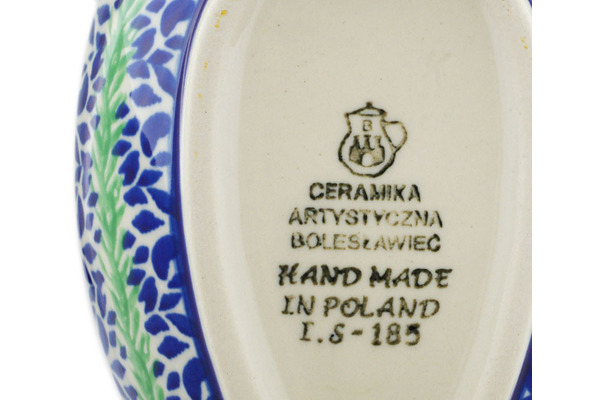 B
CERAMIKA
ARTYSTYCZNA
BOLESŁAWIEC
HAND MADE
IN POLAND
I.S-185